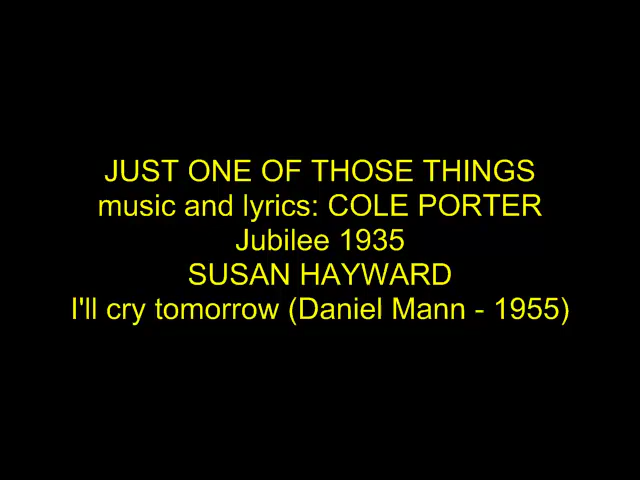 JUST ONE OF THOSE THINGS
music and lyrics: COLE PORTER
Jubilee 1935
SUSAN HAYWARD
I'll cry tomorrow (Daniel Mann - 1955)